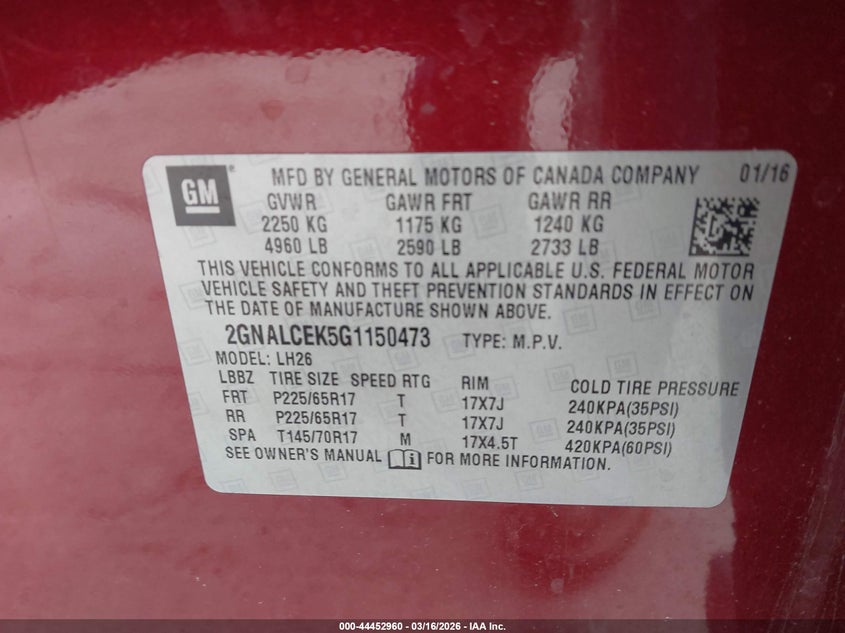 GM
MFD BY GENERAL MOTORS OF CANADA COMPANY 01/16
GVWR GAWR FRT GAWR RR
2250 KG 1175 KG 1240 KG
4960 LB 2590 LB 2733 LB
THIS VEHICLE CONFORMS TO ALL APPLICABLE U.S. FEDERAL MOTOR
VEHICLE SAFETY AND THEFT PREVENTION STANDARDS IN EFFECT ON
THE DATE OF MANUFACTURE SHOWN ABOVE.
2GNALCEK5G1150473 TYPE: M.P.V.
MODEL: LH26
LBBZ TIRE SIZE SPEED RTG RIM COLD TIRE PRESSURE
FRT P225/65R17 T 17X7J 240KPA(35PSI)
RR P225/65R17 T 17X7J 240KPA(35PSI)
SPA T145/70R17 M 17X4.5T 420KPA(60PSI)
SEE OWNER'S MANUAL FOR MORE INFORMATION.
000-44452960 - 03/16/2026 - IAA Inc.